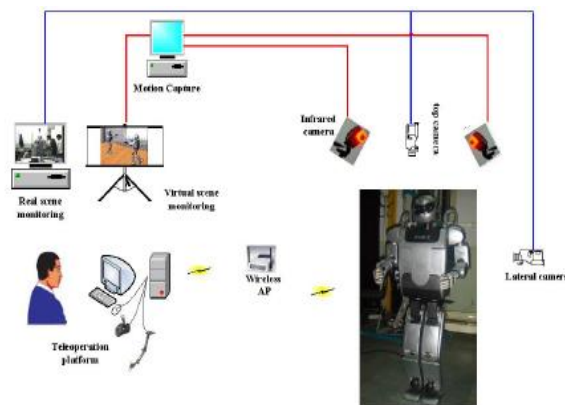 Motion Capture
Infrared
camera
top camera
Real scene
monitoring
Virtual scene
monitoring
Wireless
AP
Lateral camera
Teleoperation
platform